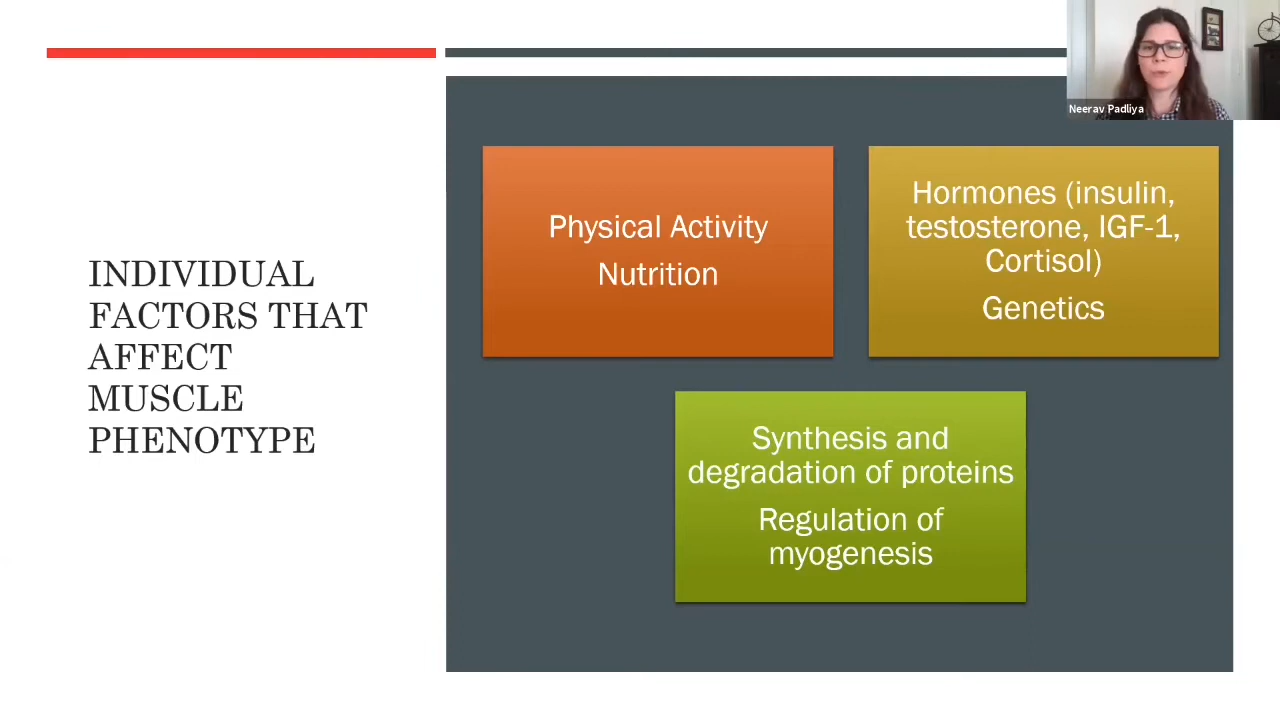 INDIVIDUAL
FACTORS THAT
AFFECT
MUSCLE
PHENOTYPE
Physical Activity
Nutrition
Hormones (insulin,
testosterone, IGF-1,
Cortisol)
Genetics
Synthesis and
degradation of proteins
Regulation of
myogenesis
Neerav Padliya